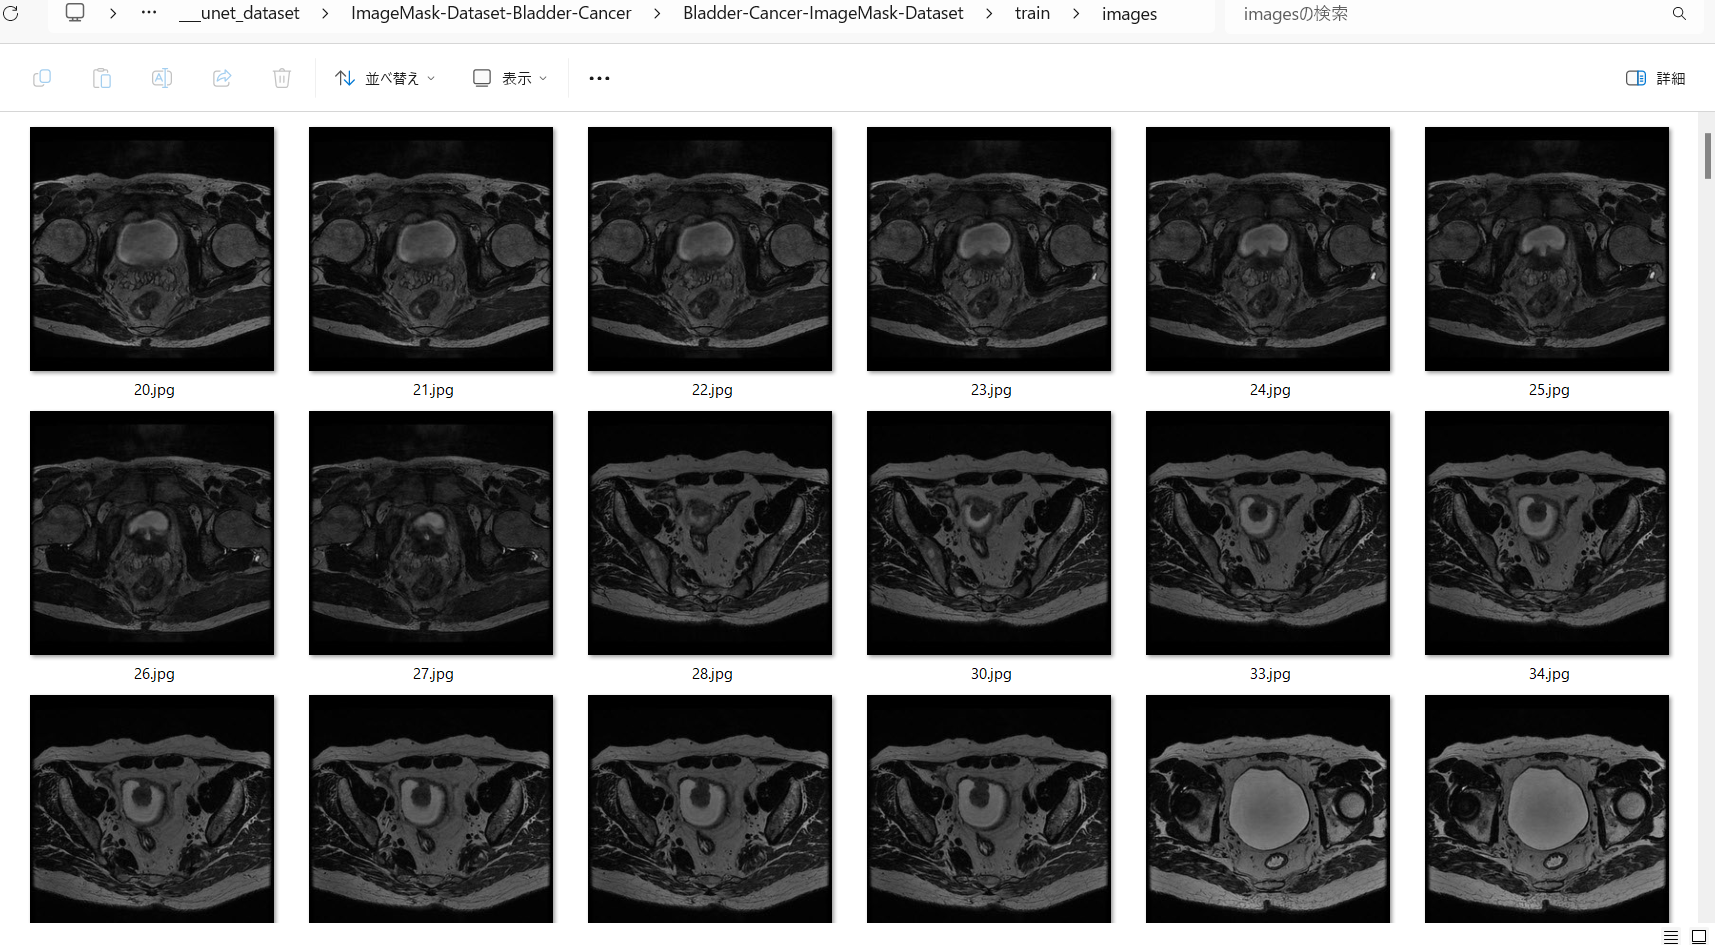 ___unet_dataset > ImageMask-Dataset-Bladder-Cancer > Bladder-Cancer-ImageMask-Dataset > train > images
imagesの検索
並べ替え
表示
詳細
20.jpg
21.jpg
22.jpg
23.jpg
24.jpg
25.jpg
26.jpg
27.jpg
28.jpg
30.jpg
33.jpg
34.jpg